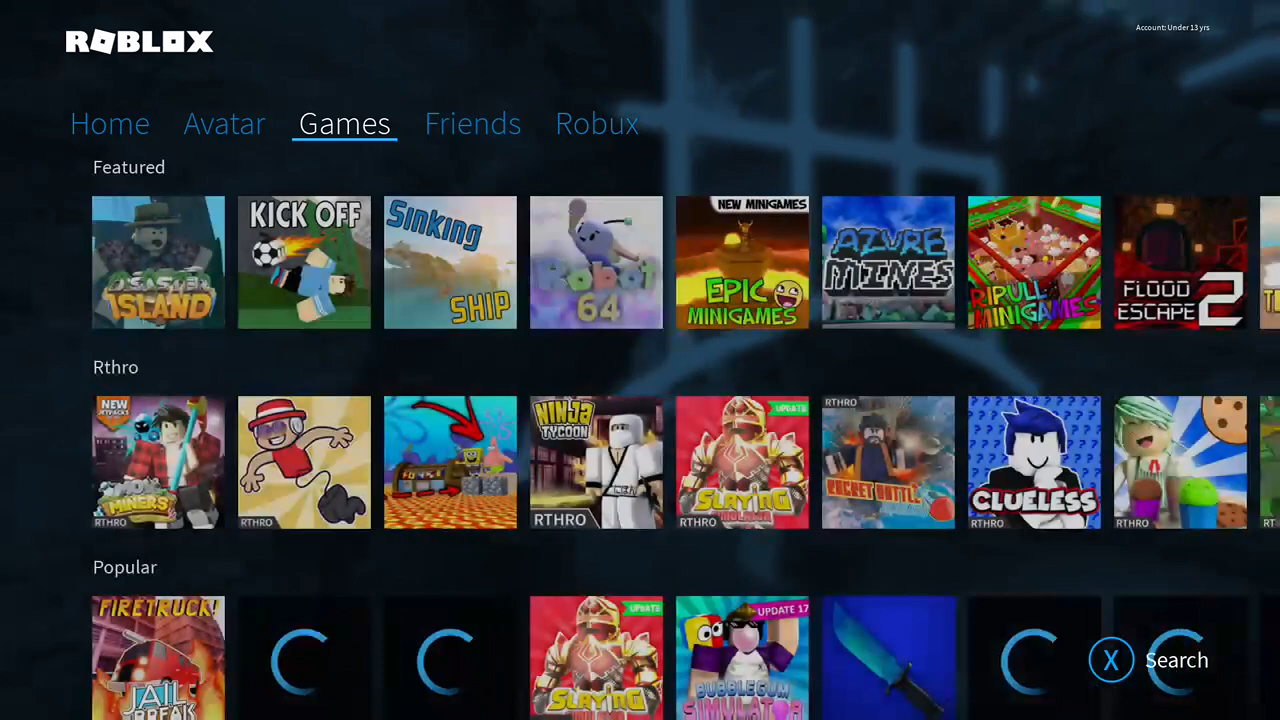 ROBLOX
Account: Under 13 yrs
Home
Avatar
Games
Friends
Robux
Featured
DISASTER
ISLAND
KICK OFF
SINKING
SHIP
Robot
64
NEW MINIGAMES
EPIC
MINIGAMES
AZURE
MINES
RIPULL
MINIGAMES
FLOOD
ESCAPE 2
Rthro
NEW
JETPACKS
MINERS
RTHRO
RTHRO
NINJA
TYCOON
RTHRO
UPDATE
SLAYING
RTHRO
RTHRO
CLUELESS
RTHRO
RTHRO
RT
Popular
FIRETRUCK!
JAIL
BREAK
UPDATE
SLAYING
UPDATE 17
BUBBLEGUM
SIMULATOR
X
Search